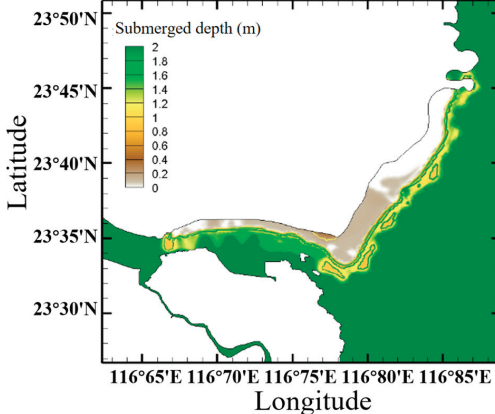 23°50'N
Submerged depth (m)
2
1.8
1.6
1.4
1.2
1
0.8
0.6
0.4
0.2
0
23°45'N
23°40'N
23°35'N
23°30'N
Latitude
116°65'E 116°70'E 116°75'E 116°80'E 116°85'E
Longitude